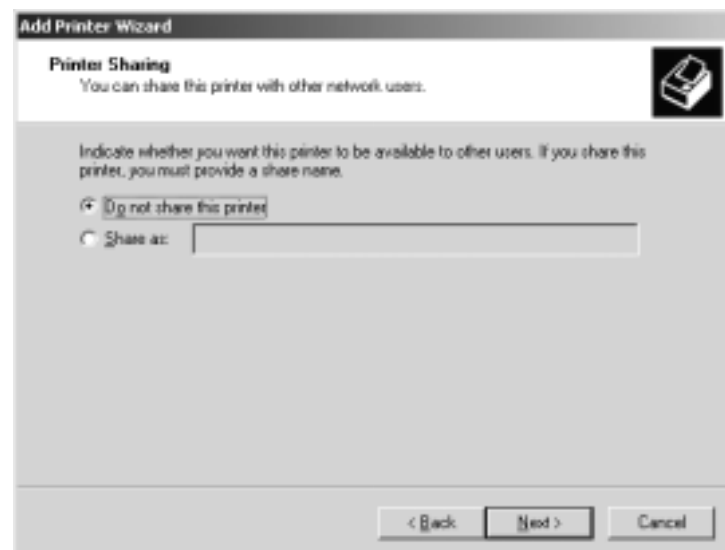 Add Printer Wizard
Printer Sharing
You can share this printer with other network users.
Indicate whether you want this printer to be available to other users. If you share this
printer, you must provide a share name.
Do not share this printer
Share as:
< Back Next > Cancel